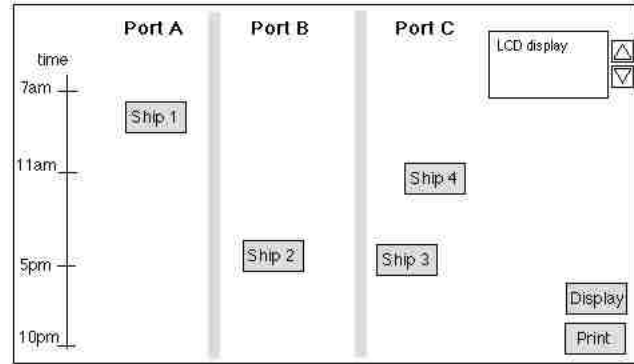 Port A Port B Port C
LCD display
time
7am
Ship 1
11am
Ship 4
Ship 2
Ship 3
5pm
Display
10pm
Print